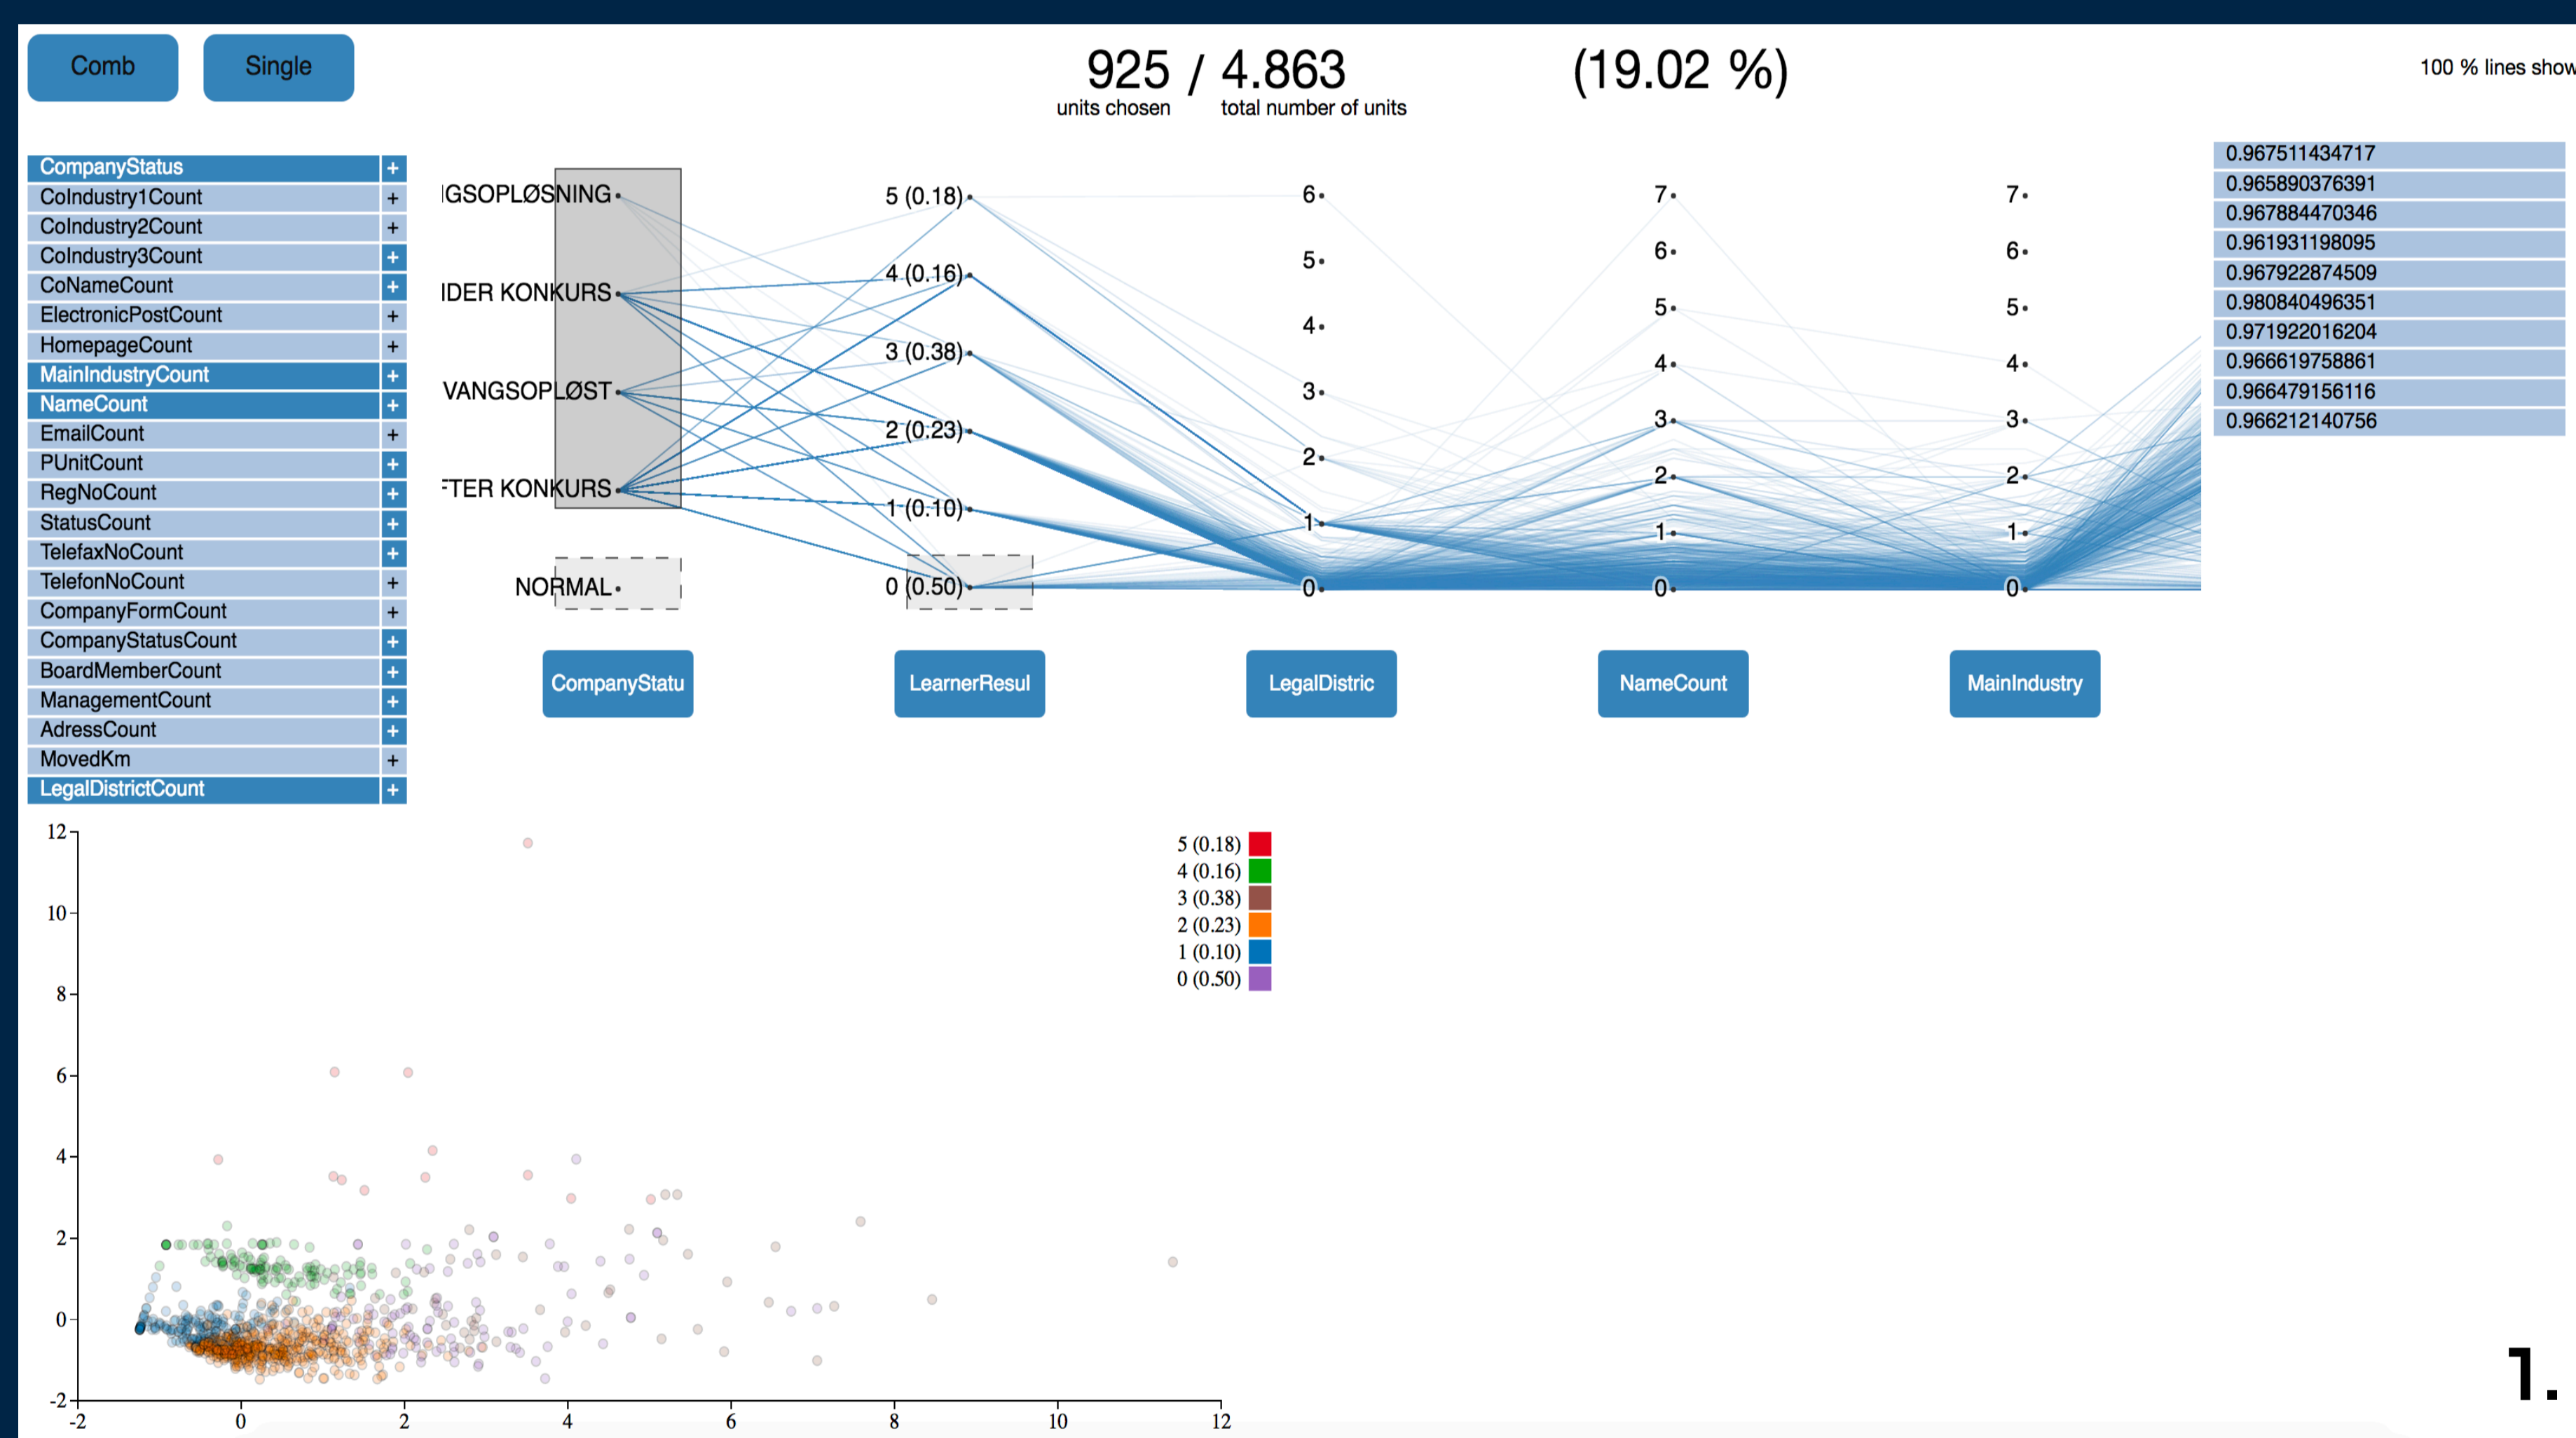 Comb
Single
925 / 4.863 (19.02 %)
units chosen total number of units
100 % lines show
CompanyStatus +
CoIndustry1Count +
CoIndustry2Count +
CoIndustry3Count +
CoNameCount +
ElectronicPostCount +
HomepageCount +
MainIndustryCount +
NameCount +
EmailCount +
PUnitCount +
RegNoCount +
StatusCount +
TelefaxNoCount +
TelefonNoCount +
CompanyFormCount +
CompanyStatusCount +
BoardMemberCount +
ManagementCount +
AdressCount +
MovedKm +
LegalDistrictCount +
GSOPLØSNING
IDER KONKURS
VANGSOPLØST
TER KONKURS
NORMAL
CompanyStatu
5 (0.18)
4 (0.16)
3 (0.38)
2 (0.23)
1 (0.10)
0 (0.50)
LearnerResul
6
5
4
3
2
1
0
LegalDistric
7
6
5
4
3
2
1
0
NameCount
7
6
5
4
3
2
1
0
MainIndustry
0.967511434717
0.965890376391
0.967884470346
0.961931198095
0.967922874509
0.980840496351
0.971922016204
0.966619758861
0.966479156116
0.966212140756
12
10
8
6
4
2
0
-2
-2 0 2 4 6 8 10 12
5 (0.18)
4 (0.16)
3 (0.38)
2 (0.23)
1 (0.10)
0 (0.50)
1.